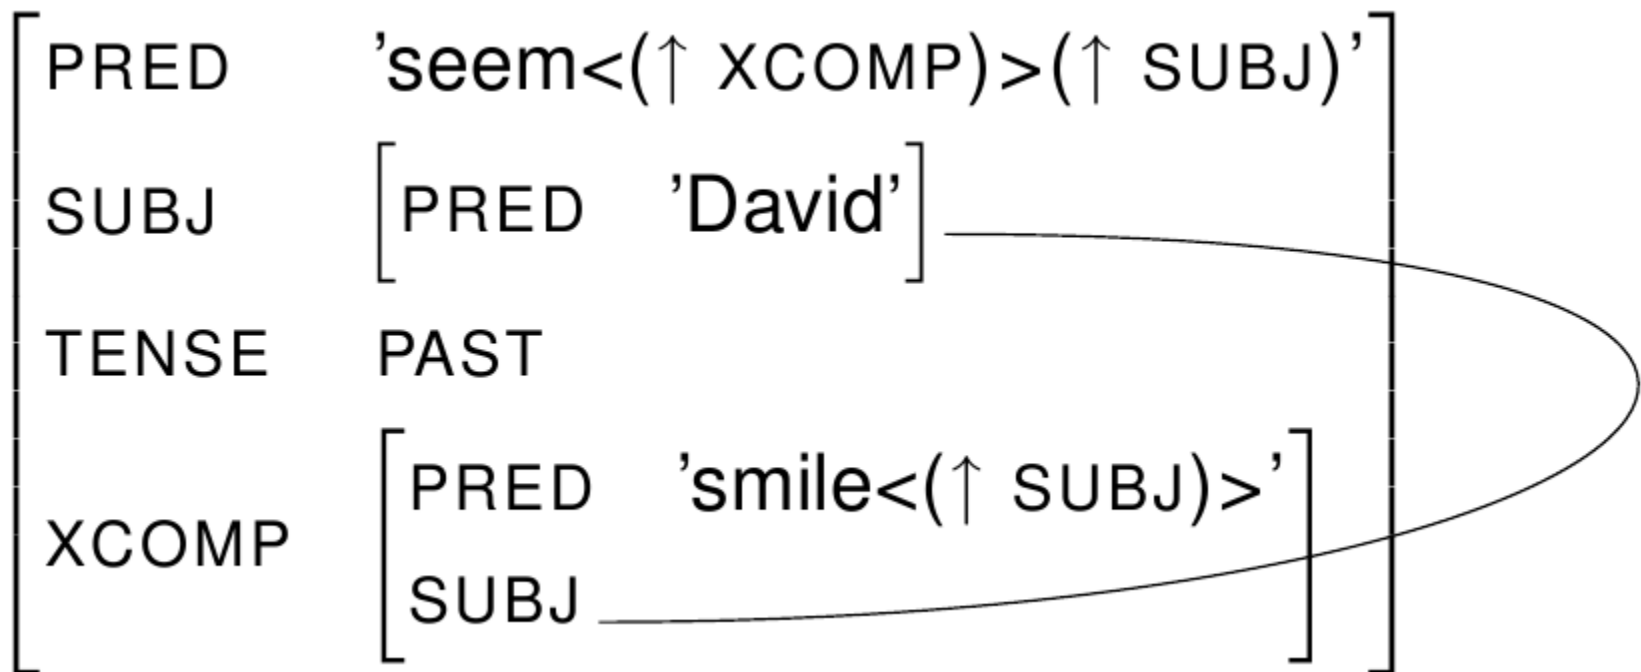 PRED ’seem<(↑ XCOMP)>(↑ SUBJ)’
SUBJ [PRED ’David’]
TENSE PAST
PRED ’smile<(↑ SUBJ)>’
XCOMP
SUBJ